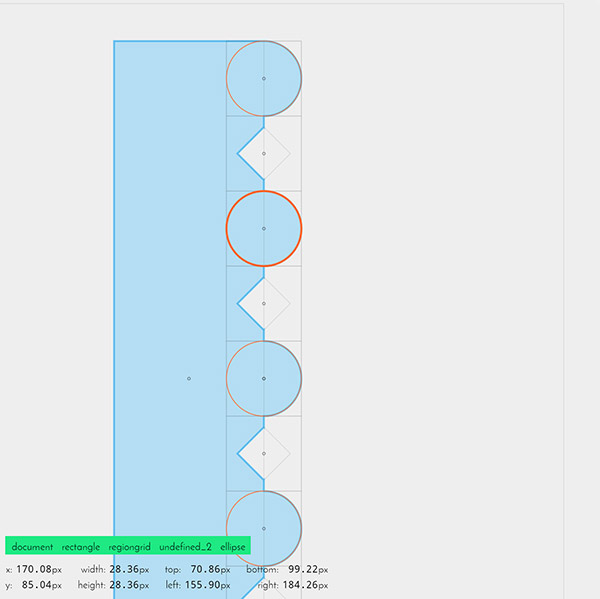 document rectangle regiongrid undefined_2 ellipse
x: 170.08px width: 28.36px top: 70.86px bottom: 99.22px
y: 85.04px height: 28.36px left: 155.90px right: 184.26px